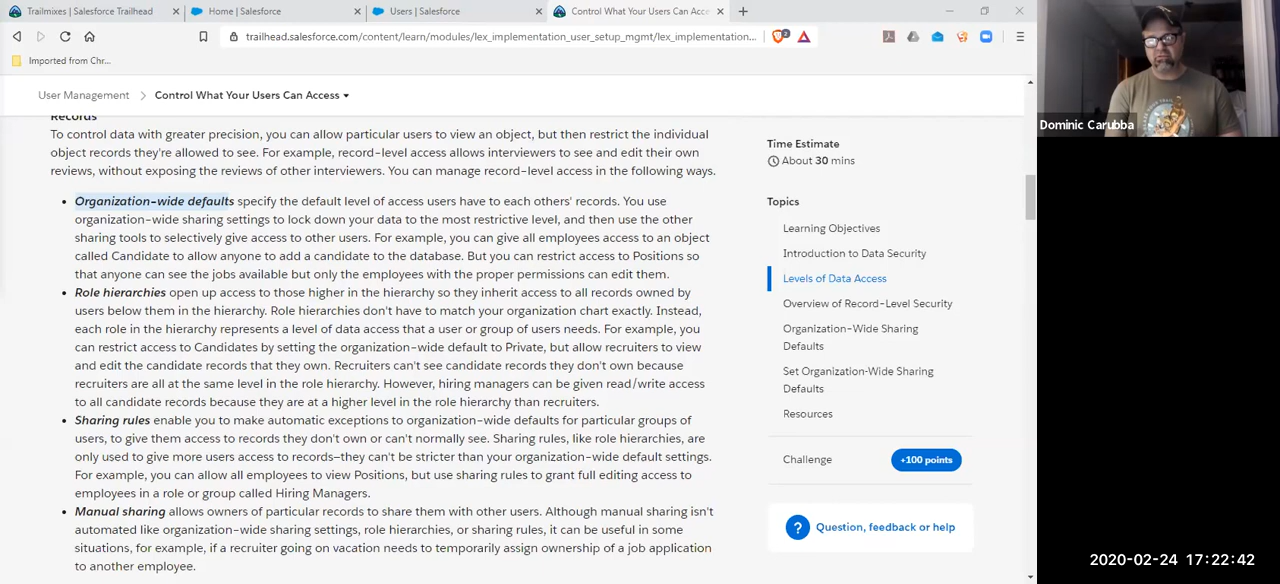 Trailmixes | Salesforce Trailhead
Home | Salesforce
Users | Salesforce
Control What Your Users Can Acce
trailhead.salesforce.com/content/learn/modules/lex_implementation_user_setup_mgmt/lex_implementation...
2
Imported from Chr...
User Management
Control What Your Users Can Access
Records
To control data with greater precision, you can allow particular users to view an object, but then restrict the individual
object records they're allowed to see. For example, record-level access allows interviewers to see and edit their own
reviews, without exposing the reviews of other interviewers. You can manage record-level access in the following ways.
• Organization-wide defaults specify the default level of access users have to each others' records. You use
organization-wide sharing settings to lock down your data to the most restrictive level, and then use the other
sharing tools to selectively give access to other users. For example, you can give all employees access to an object
called Candidate to allow anyone to add a candidate to the database. But you can restrict access to Positions so
that anyone can see the jobs available but only the employees with the proper permissions can edit them.
• Role hierarchies open up access to those higher in the hierarchy so they inherit access to all records owned by
users below them in the hierarchy. Role hierarchies don't have to match your organization chart exactly. Instead,
each role in the hierarchy represents a level of data access that a user or group of users needs. For example, you
can restrict access to Candidates by setting the organization-wide default to Private, but allow recruiters to view
and edit the candidate records that they own. Recruiters can't see candidate records they don't own because
recruiters are all at the same level in the role hierarchy. However, hiring managers can be given read/write access
to all candidate records because they are at a higher level in the role hierarchy than recruiters.
• Sharing rules enable you to make automatic exceptions to organization-wide defaults for particular groups of
users, to give them access to records they don't own or can't normally see. Sharing rules, like role hierarchies, are
only used to give more users access to records—they can't be stricter than your organization-wide default settings.
For example, you can allow all employees to view Positions, but use sharing rules to grant full editing access to
employees in a role or group called Hiring Managers.
• Manual sharing allows owners of particular records to share them with other users. Although manual sharing isn't
automated like organization-wide sharing settings, role hierarchies, or sharing rules, it can be useful in some
situations, for example, if a recruiter going on vacation needs to temporarily assign ownership of a job application
to another employee.
Time Estimate
About 30 mins
Topics
Learning Objectives
Introduction to Data Security
Levels of Data Access
Overview of Record-Level Security
Organization-Wide Sharing
Defaults
Set Organization-Wide Sharing
Defaults
Resources
Challenge
+100 points
? Question, feedback or help
Dominic Carubba
2020-02-24 17:22:42